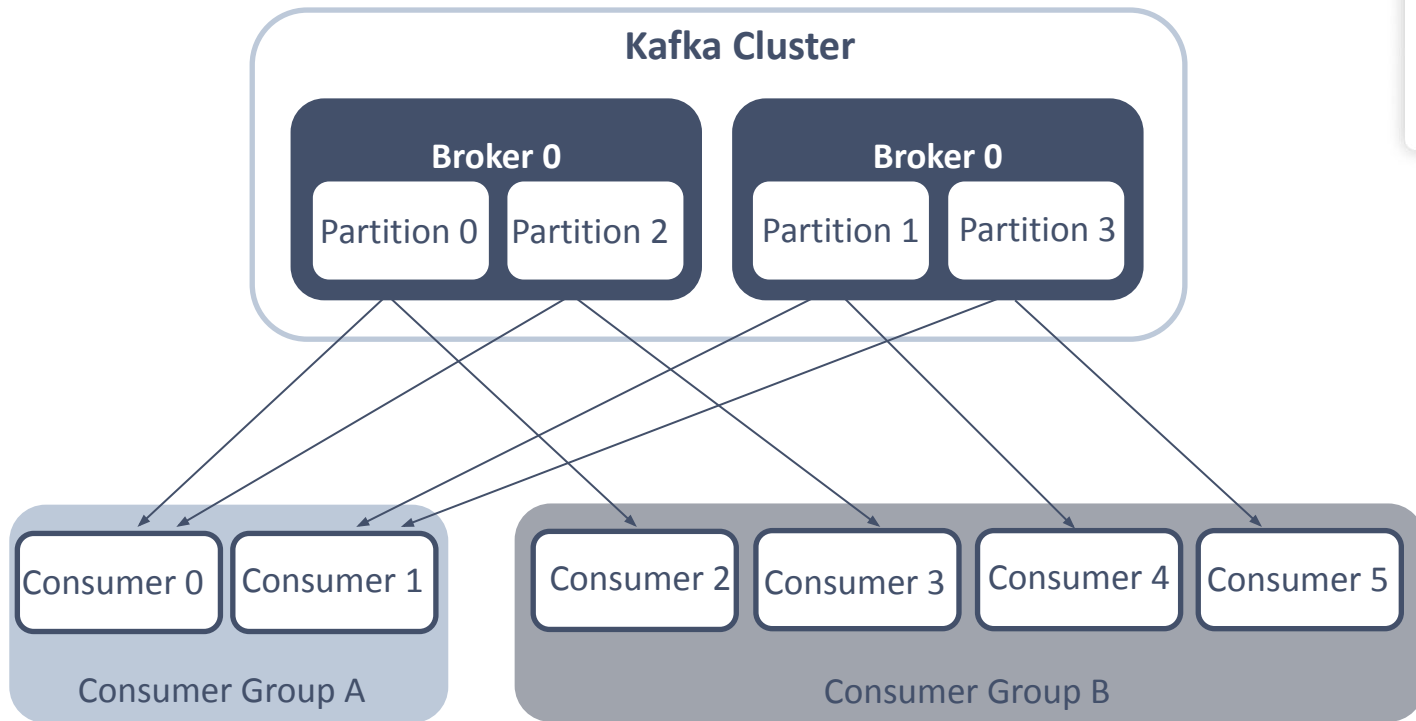 Kafka Cluster
Broker 0
Broker 0
Partition 0
Partition 2
Partition 1
Partition 3
Consumer 0
Consumer 1
Consumer 2
Consumer 3
Consumer 4
Consumer 5
Consumer Group A
Consumer Group B